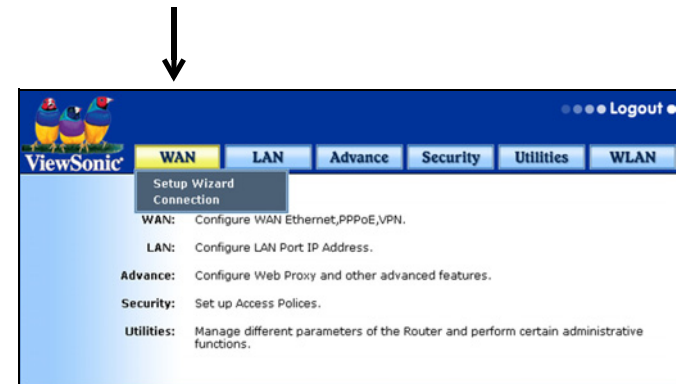 Logout
ViewSonic®
WAN LAN Advance Security Utilities WLAN
Setup Wizard
Connection
WAN: Configure WAN Ethernet,PPPoE,VPN.
LAN: Configure LAN Port IP Address.
Advance: Configure Web Proxy and other advanced features.
Security: Set up Access Polices.
Utilities: Manage different parameters of the Router and perform certain administrative
functions.